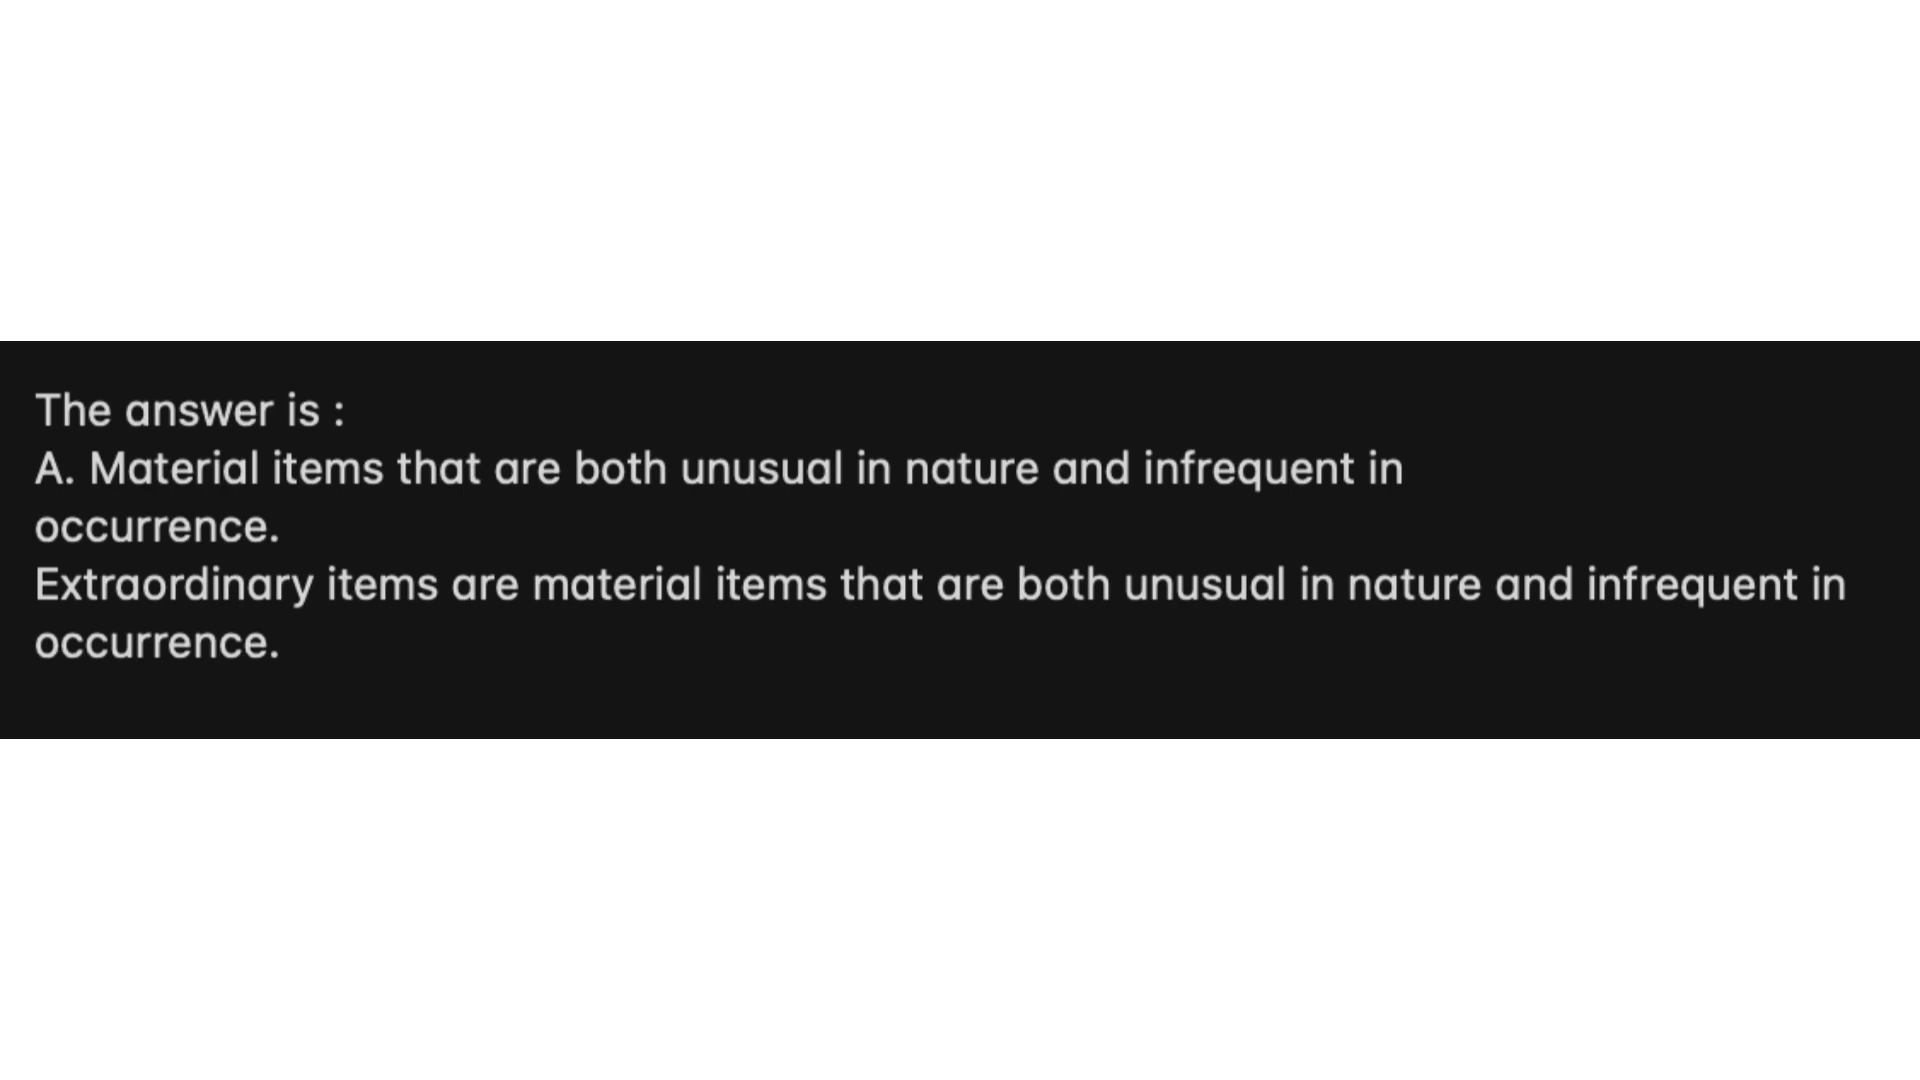 The answer is :
A. Material items that are both unusual in nature and infrequent in
occurrence.
Extraordinary items are material items that are both unusual in nature and infrequent in
occurrence.